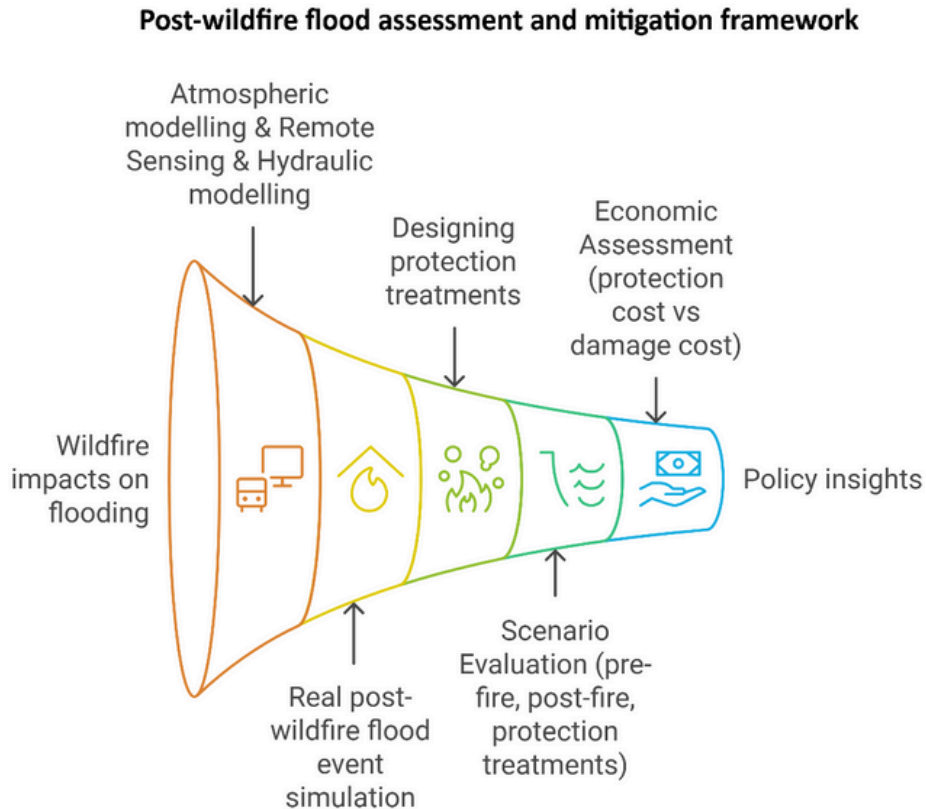 Post-wildfire flood assessment and mitigation framework
Atmospheric
modelling & Remote
Sensing & Hydraulic
modelling
Designing
protection
treatments
Economic
Assessment
(protection
cost vs
damage cost)
Wildfire
impacts on
flooding
Policy insights
Real post-
wildfire flood
event
simulation
Scenario
Evaluation (pre-
fire, post-fire,
protection
treatments)